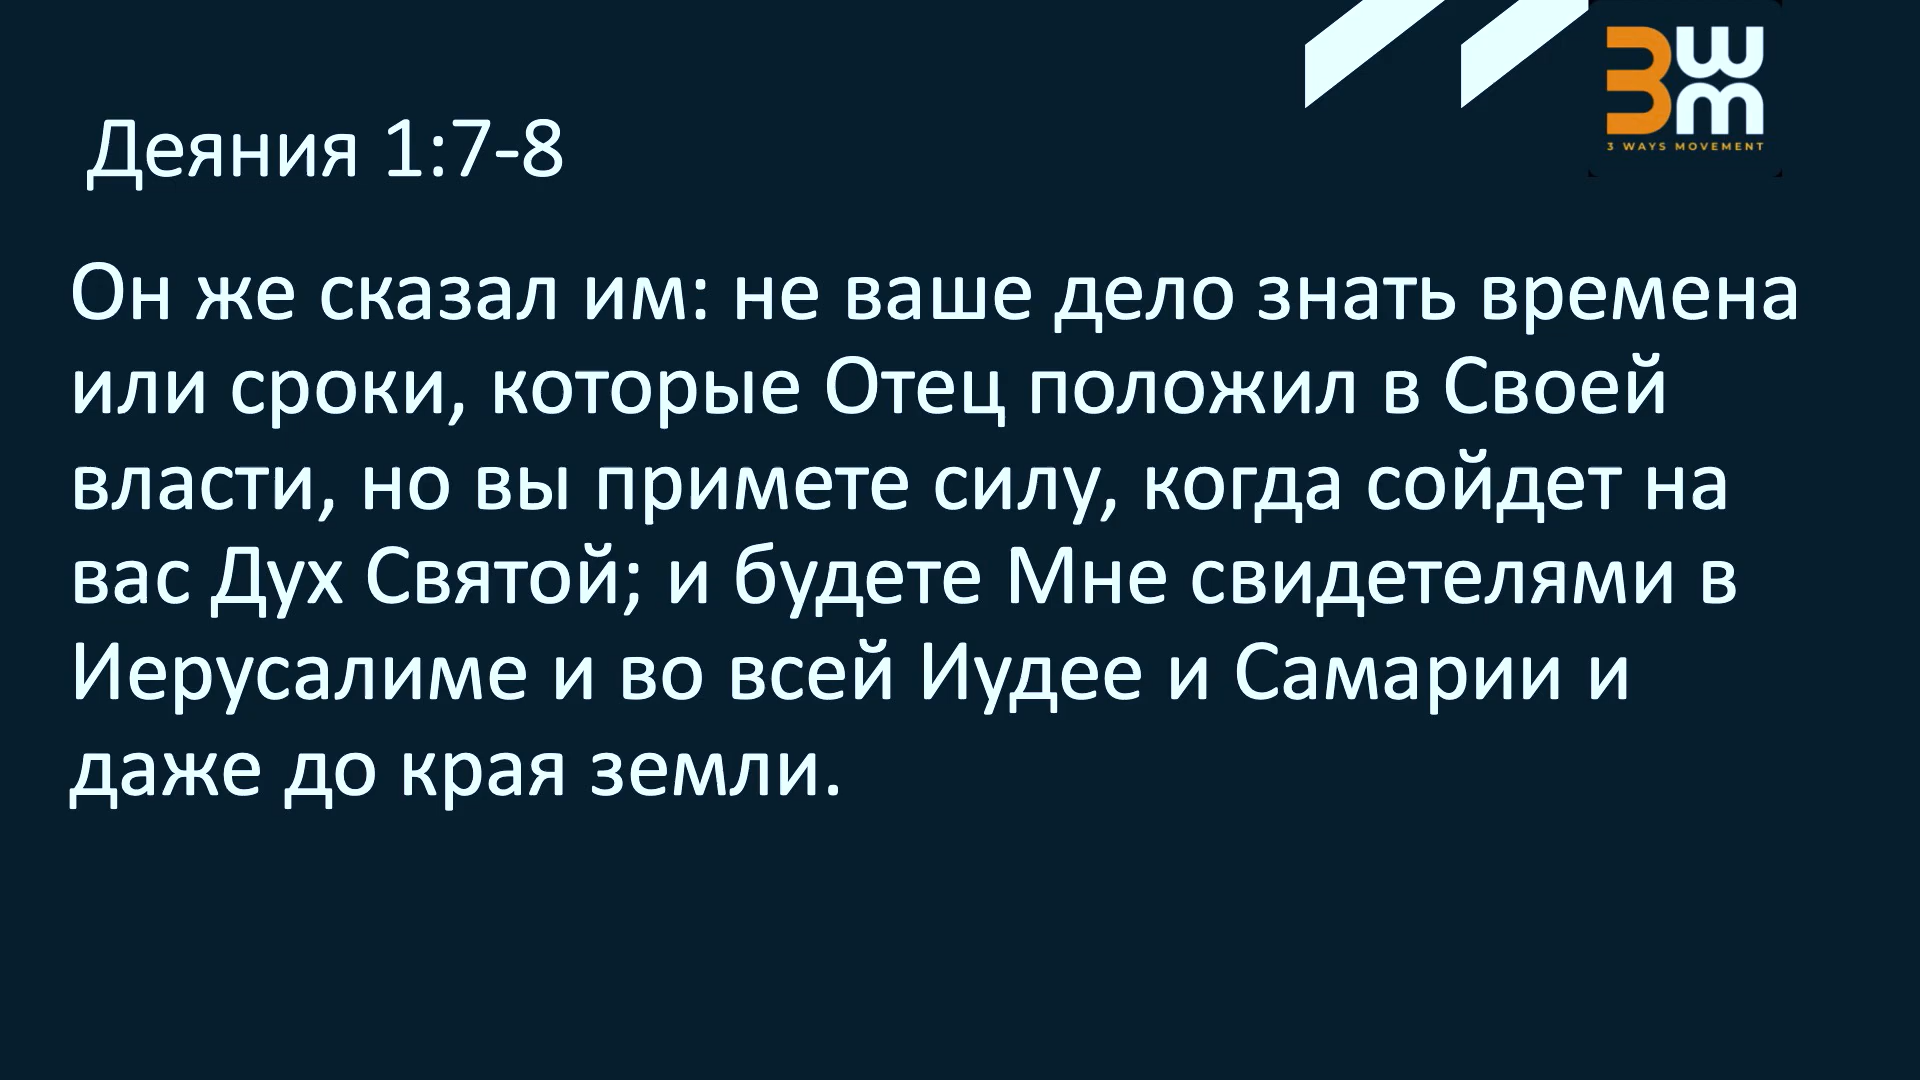 3 W M
3 WAYS MOVEMENT
Деяния 1:7-8
Он же сказал им: не ваше дело знать времена
или сроки, которые Отец положил в Своей
власти, но вы примете силу, когда сойдет на
вас Дух Святой; и будете Мне свидетелями в
Иерусалиме и во всей Иудее и Самарии и
даже до края земли.